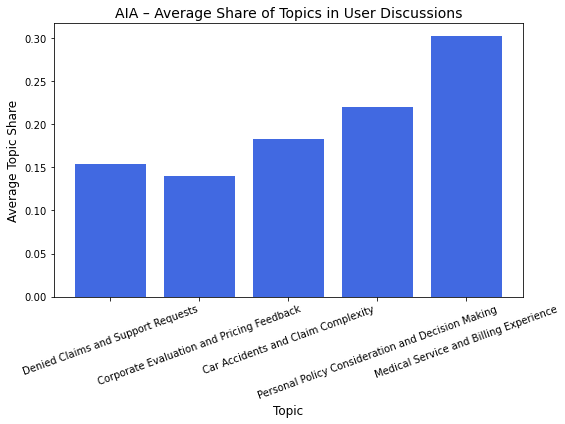 AIA – Average Share of Topics in User Discussions
Average Topic Share
0.30
0.25
0.20
0.15
0.10
0.05
0.00
Denied Claims and Support Requests
Corporate Evaluation and Pricing Feedback
Car Accidents and Claim Complexity
Personal Policy Consideration and Decision Making
Medical Service and Billing Experience
Topic